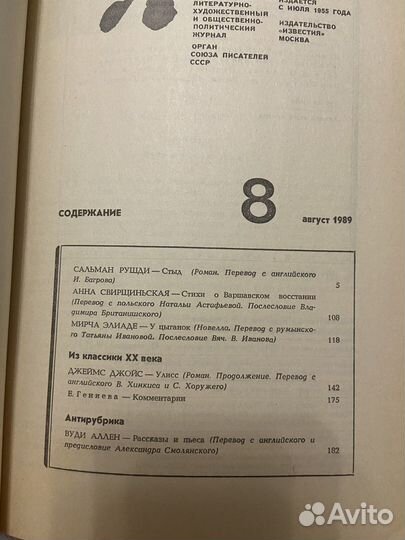 ЛИТЕРАТУРНО-
ХУДОЖЕСТВЕННЫЙ
И ОБЩЕСТВЕННО-
ПОЛИТИЧЕСКИЙ
ЖУРНАЛ
ОРГАН
СОЮЗА ПИСАТЕЛЕЙ
СССР
ИЗДАЕТСЯ
С ИЮЛЯ 1955 ГОДА
ИЗДАТЕЛЬСТВО
«ИЗВЕСТИЯ»
МОСКВА
СОДЕРЖАНИЕ
8
август 1989
САЛЬМАН РУШДИ — Стыд (Роман. Перевод с английского
И. Багрова) 5
АННА СВИРЩИНЬСКАЯ — Стихи о Варшавском восстании
(Перевод с польского Натальи Астафьевой. Послесловие Вла-
димира Британишского) 108
МИРЧА ЭЛИАДЕ — У цыганок (Новелла. Перевод с румынско-
го Татьяны Ивановой. Послесловие Вяч. В. Иванова) 118
Из классики XX века
ДЖЕЙМС ДЖОЙС — Улисс (Роман. Продолжение. Перевод с
английского В. Хинкиса и С. Хоружего) 142
Е. Гениева — Комментарии 175
Антирубрика
ВУДИ АЛЛЕН — Рассказы и пьеса (Перевод с английского и
предисловие Александра Смолянского) 182
Avito